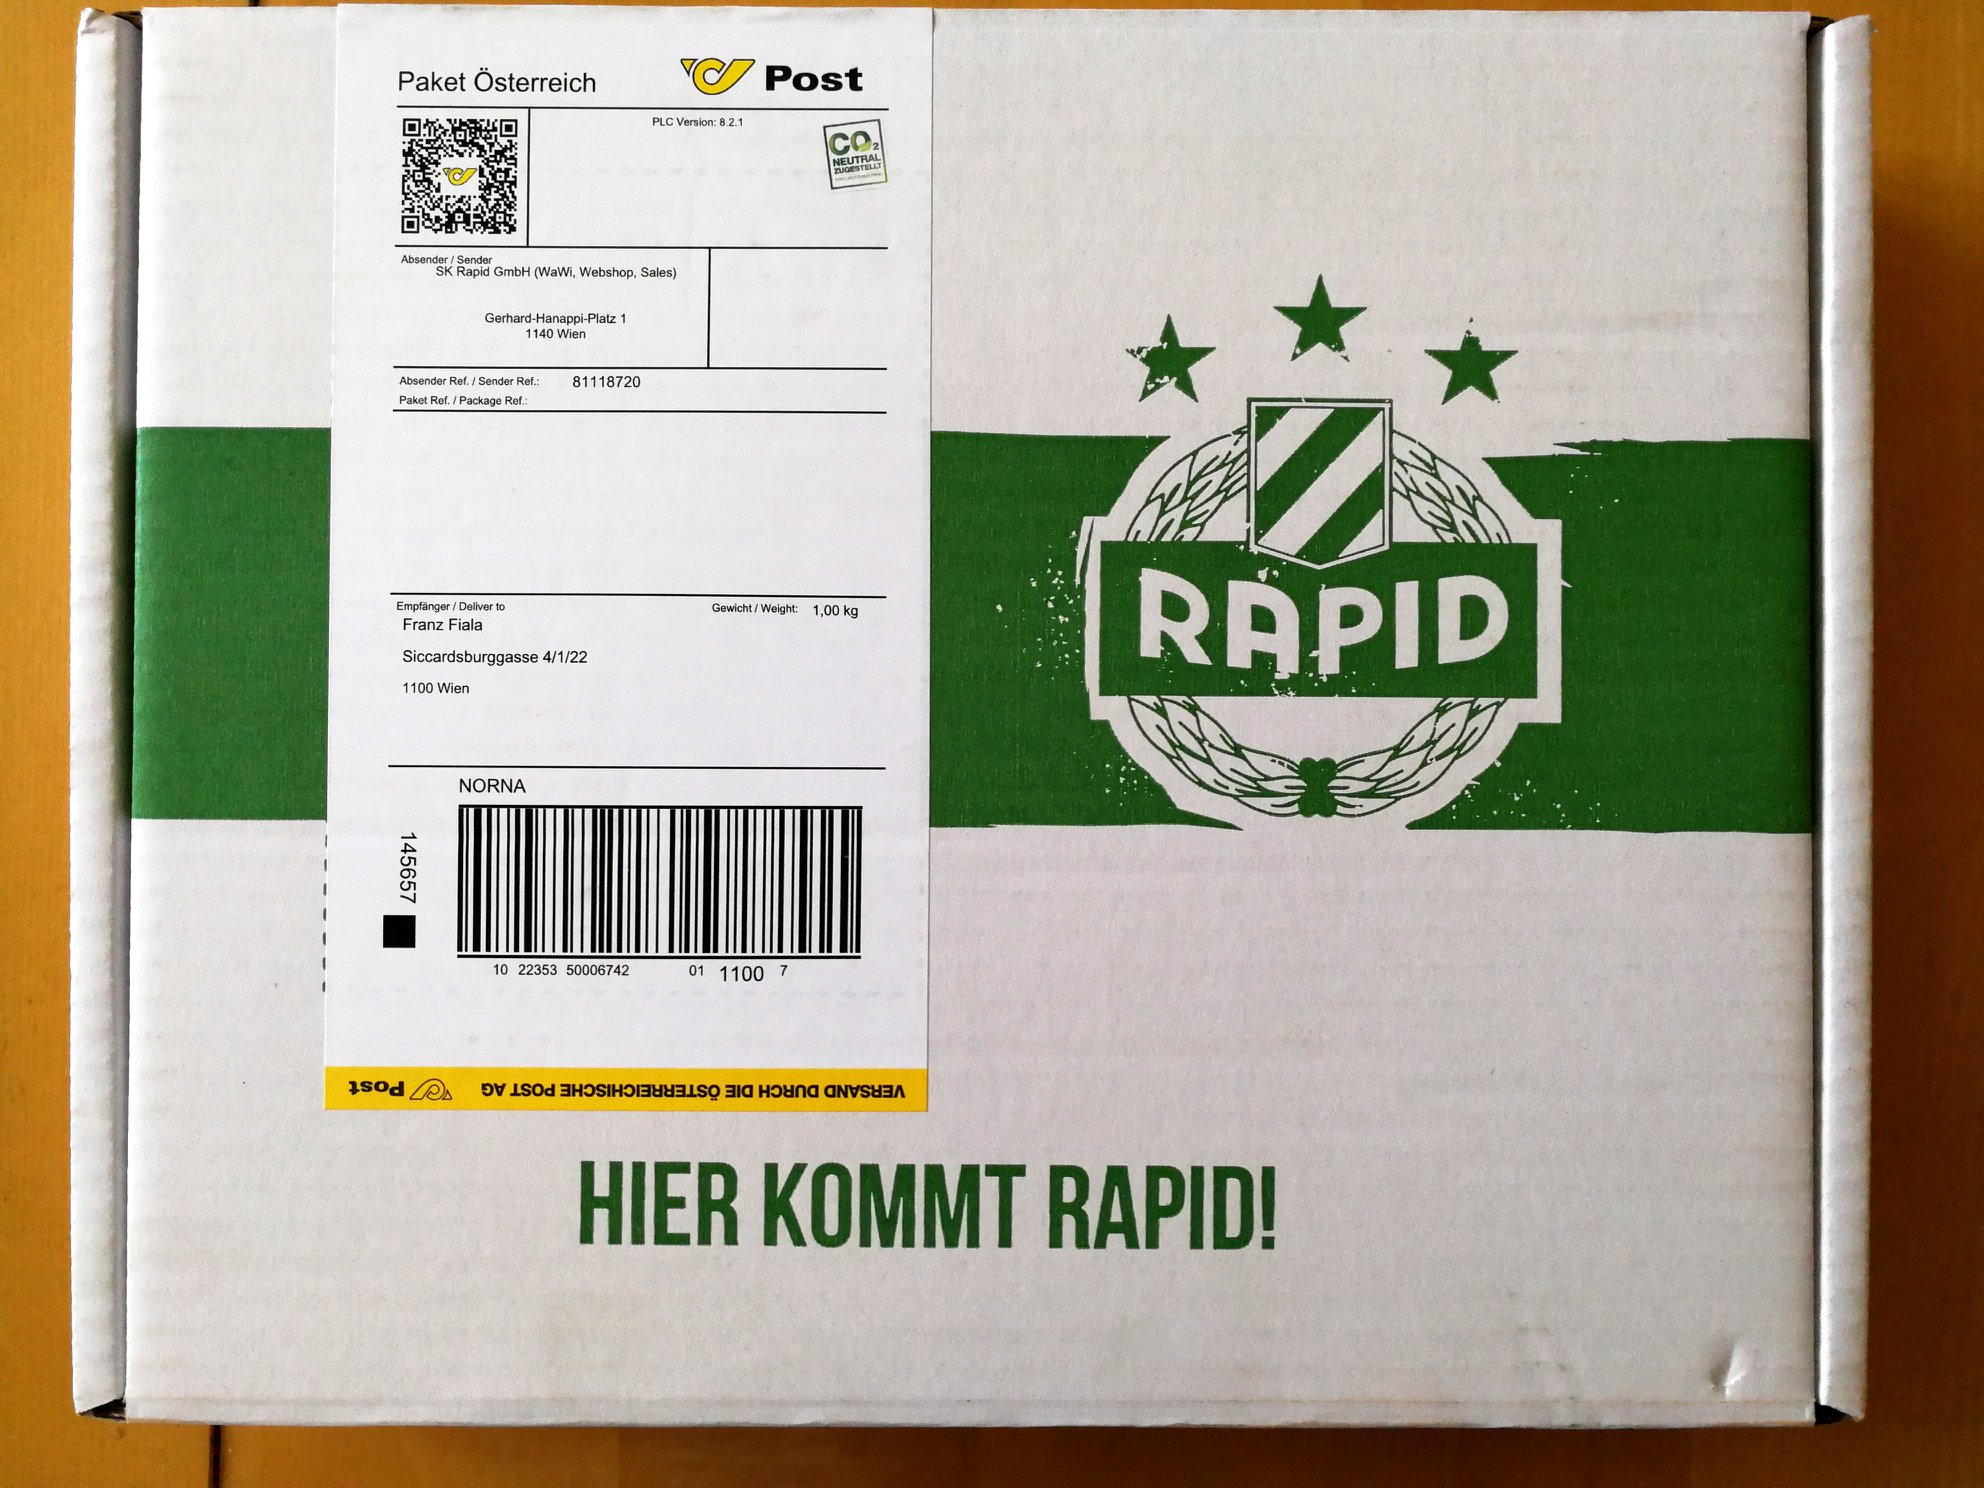 Paket Österreich
Post
PLC Version: 8.2.1
CO2
NEUTRAL
ZUGESTELLT
Absender / Sender
SK Rapid GmbH (WaWi, Webshop, Sales)
Gerhard-Hanappi-Platz 1
1140 Wien
Absender Ref. / Sender Ref.: 81118720
Paket Ref. / Package Ref.:
Empfänger / Deliver to
Gewicht / Weight: 1,00 kg
Franz Fiala
Siccardsburggasse 4/1/22
1100 Wien
NORNA
145657
10 22353 50006742 01 1100 7
VERSAND DURCH DIE ÖSTERREICHISCHE POST AG Post
RAPID
HIER KOMMT RAPID!